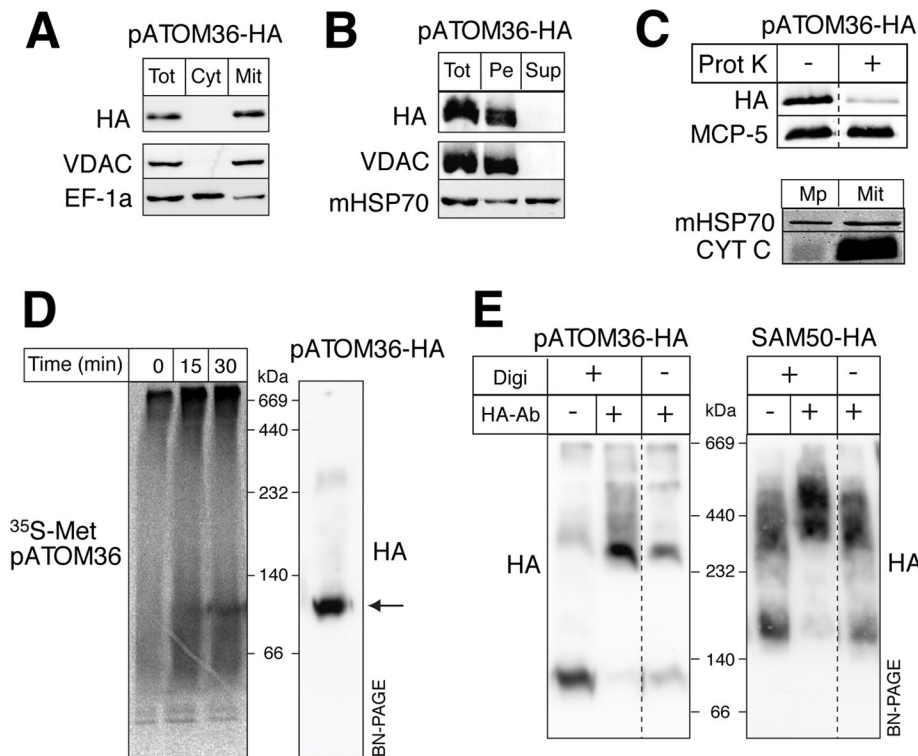 A
pATOM36-HA
Tot Cyt Mit
HA
VDAC
EF-1a
B
pATOM36-HA
Tot Pe Sup
HA
VDAC
mHSP70
C
pATOM36-HA
Prot K - +
HA
MCP-5
Mp Mit
mHSP70
CYT C
D
Time (min) 0 15 30
kDa
669
440
232
140
66
35S-Met
pATOM36
pATOM36-HA
HA
BN-PAGE
E
pATOM36-HA SAM50-HA
Digi + - + -
HA-Ab - + + kDa - + +
669
440
232
140
66
HA
HA
BN-PAGE